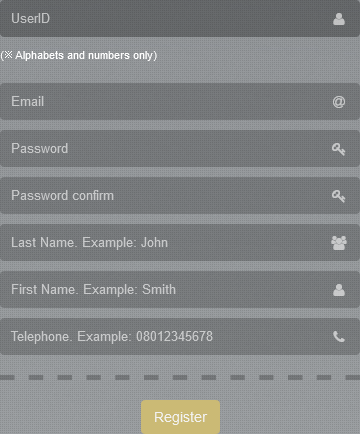 UserID
(※ Alphabets and numbers only)
Email
@
Password
Password confirm
Last Name. Example: John
First Name. Example: Smith
Telephone. Example: 08012345678
Register